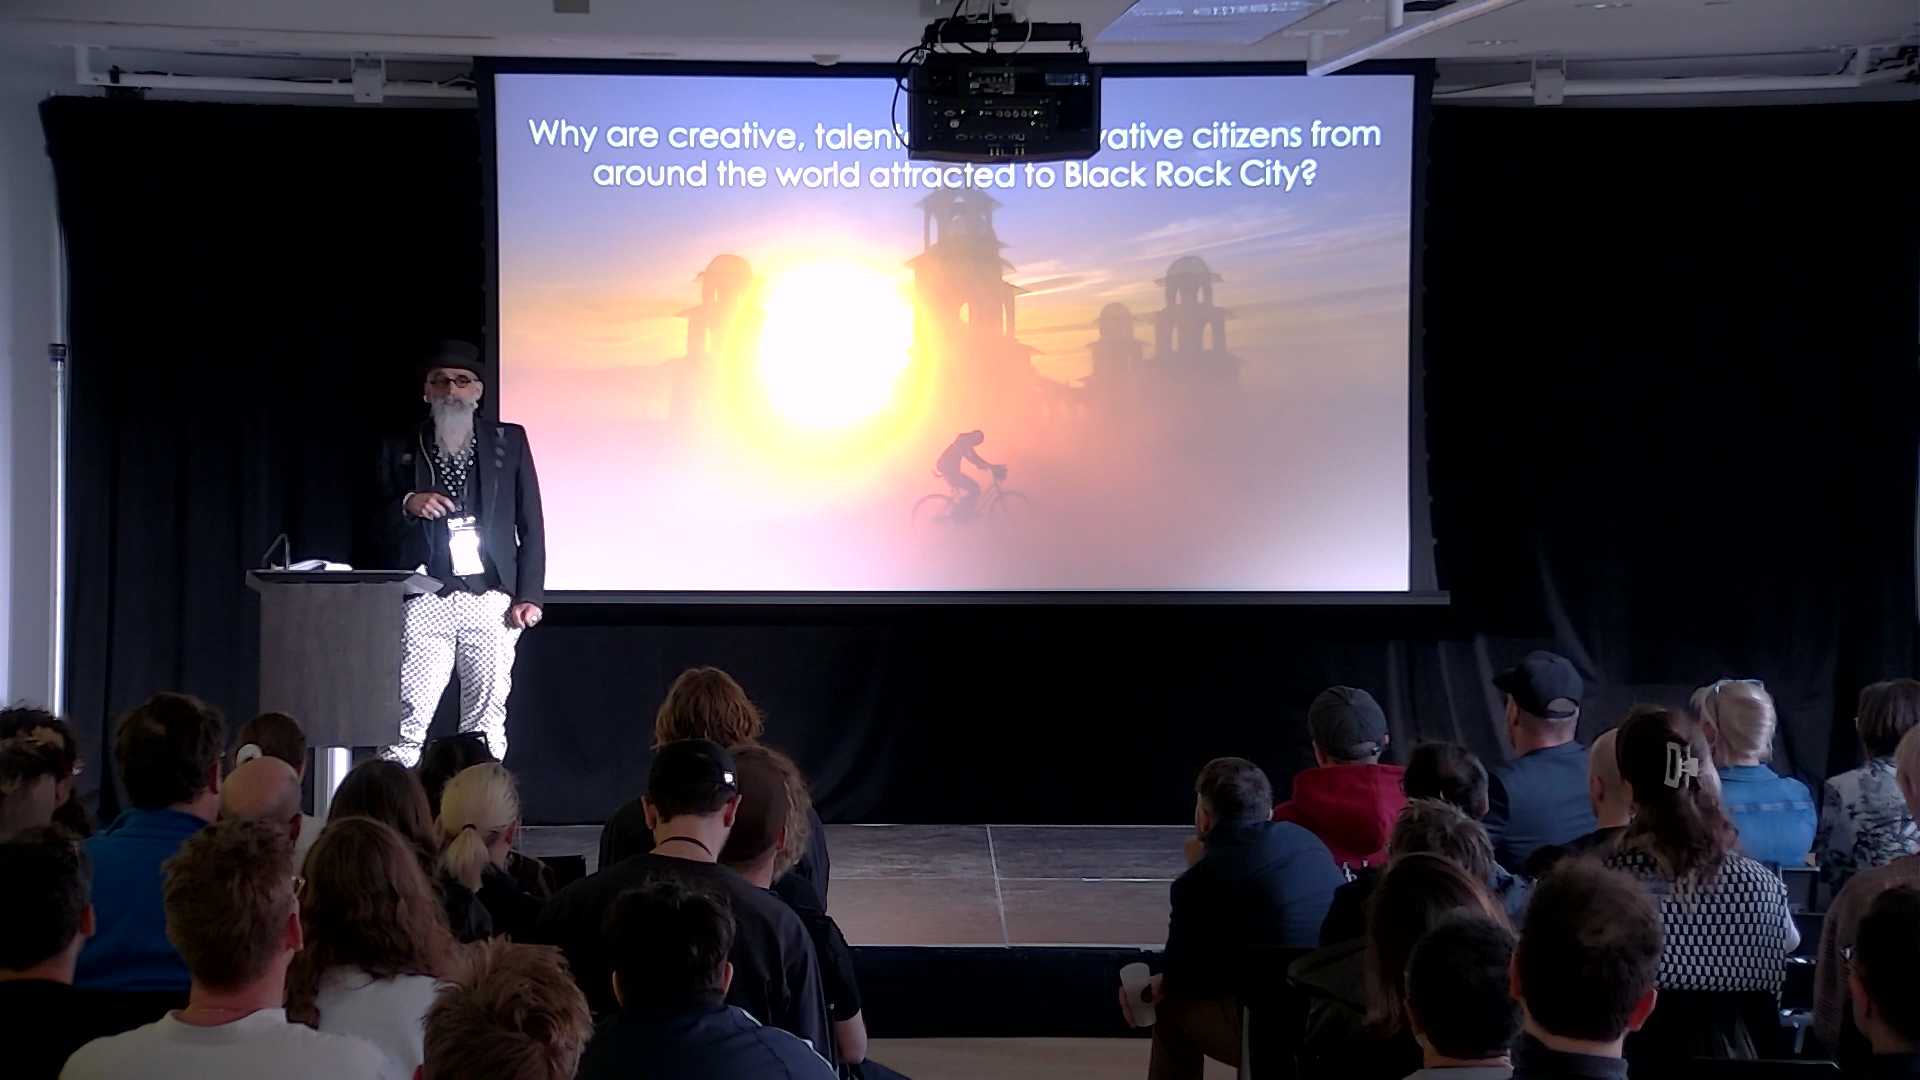 Why are creative, talent vative citizens from
around the world attracted to Black Rock City?